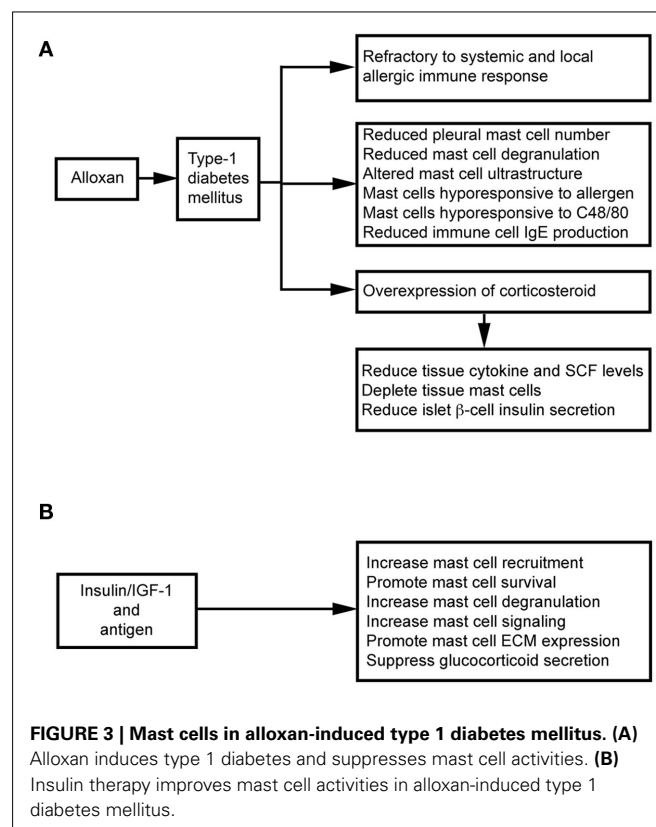 A
Refractory to systemic and local
allergic immune response
Alloxan
Type-1
diabetes
mellitus
Reduced pleural mast cell number
Reduced mast cell degranulation
Altered mast cell ultrastructure
Mast cells hyporesponsive to allergen
Mast cells hyporesponsive to C48/80
Reduced immune cell IgE production
Overexpression of corticosteroid
Reduce tissue cytokine and SCF levels
Deplete tissue mast cells
Reduce islet β-cell insulin secretion
B
Insulin/IGF-1
and
antigen
Increase mast cell recruitment
Promote mast cell survival
Increase mast cell degranulation
Increase mast cell signaling
Promote mast cell ECM expression
Suppress glucocorticoid secretion
FIGURE 3 | Mast cells in alloxan-induced type 1 diabetes mellitus. (A)
Alloxan induces type 1 diabetes and suppresses mast cell activities. (B)
Insulin therapy improves mast cell activities in alloxan-induced type 1
diabetes mellitus.